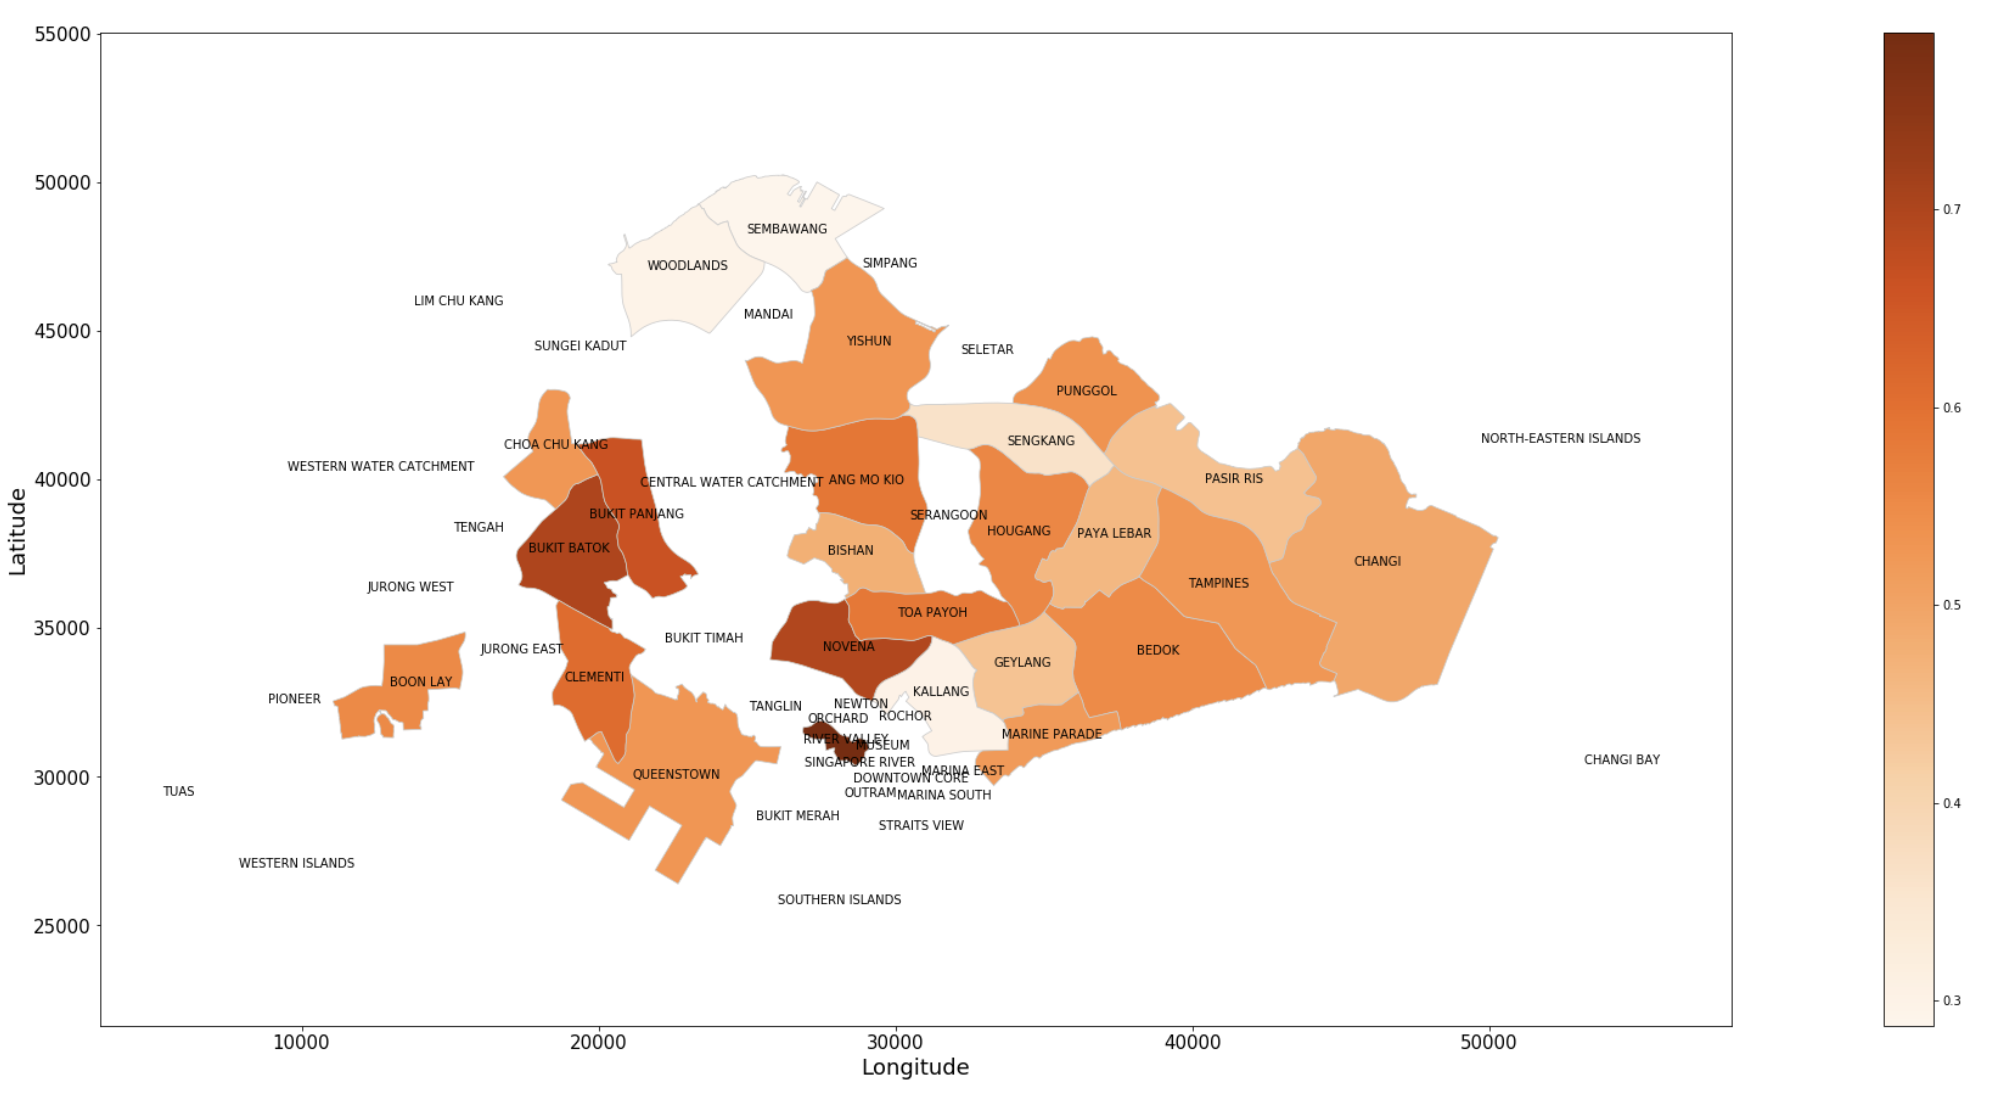 55000
50000
45000
40000
35000
30000
25000
Latitude
SEMBAWANG
SIMPANG
WOODLANDS
LIM CHU KANG
MANDAI
YISHUN
SUNGEI KADUT
SELETAR
PUNGGOL
NORTH-EASTERN ISLANDS
SENGKANG
CHOA CHU KANG
WESTERN WATER CATCHMENT
PASIR RIS
ANG MO KIO
CENTRAL WATER CATCHMENT
BUKIT PANJANG
SERANGOON
TENGAH
HOUGANG
PAYA LEBAR
BUKIT BATOK
BISHAN
CHANGI
TAMPINES
JURONG WEST
TOA PAYOH
BUKIT TIMAH
NOVENA
JURONG EAST
BEDOK
GEYLANG
CLEMENTI
BOON LAY
KALLANG
PIONEER
TANGLIN
NEWTON
ORCHARD
ROCHOR
MARINE PARADE
RIVER VALLEY
MUSEUM
SINGAPORE RIVER
CHANGI BAY
MARINA EAST
QUEENSTOWN
DOWNTOWN CORE
TUAS
OUTRAM
MARINA SOUTH
BUKIT MERAH
STRAITS VIEW
WESTERN ISLANDS
SOUTHERN ISLANDS
10000
20000
30000
40000
50000
Longitude
0.7
0.6
0.5
0.4
0.3